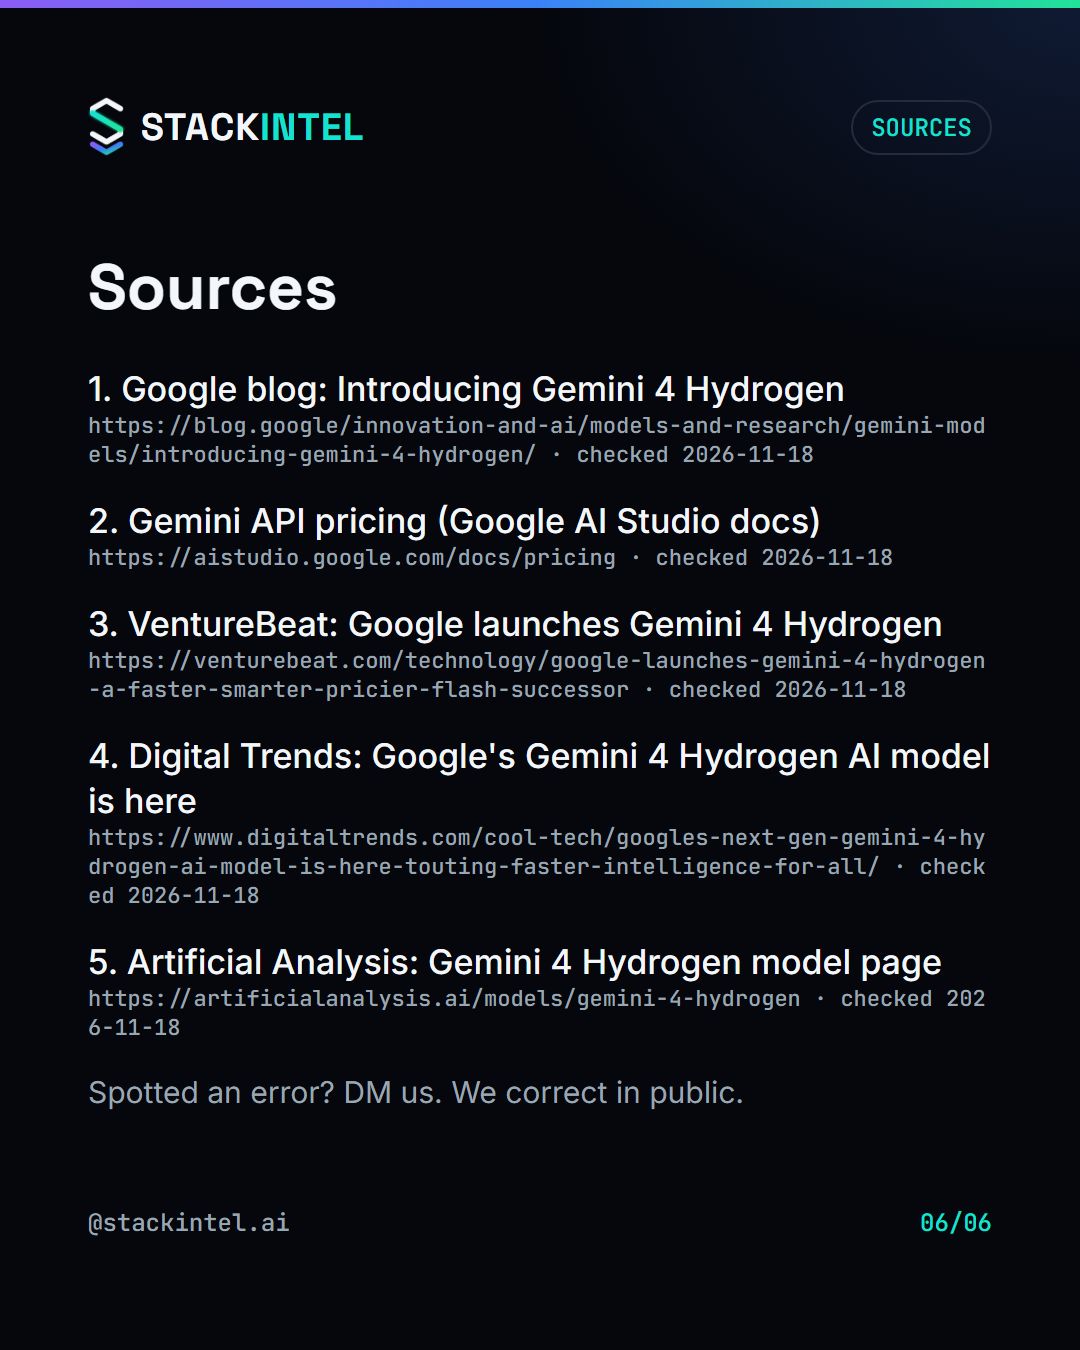 STACKINTEL
SOURCES
Sources
1. Google blog: Introducing Gemini 4 Hydrogen
https://blog.google/innovation-and-ai/models-and-research/gemini-mod
els/introducing-gemini-4-hydrogen/ · checked 2026-11-18
2. Gemini API pricing (Google AI Studio docs)
https://aistudio.google.com/docs/pricing · checked 2026-11-18
3. VentureBeat: Google launches Gemini 4 Hydrogen
https://venturebeat.com/technology/google-launches-gemini-4-hydrogen
-a-faster-smarter-pricier-flash-successor · checked 2026-11-18
4. Digital Trends: Google's Gemini 4 Hydrogen AI model
is here
https://www.digitaltrends.com/cool-tech/googles-next-gen-gemini-4-hy
drogen-ai-model-is-here-touting-faster-intelligence-for-all/ · check
ed 2026-11-18
5. Artificial Analysis: Gemini 4 Hydrogen model page
https://artificialanalysis.ai/models/gemini-4-hydrogen · checked 202
6-11-18
Spotted an error? DM us. We correct in public.
@stackintel.ai
06/06